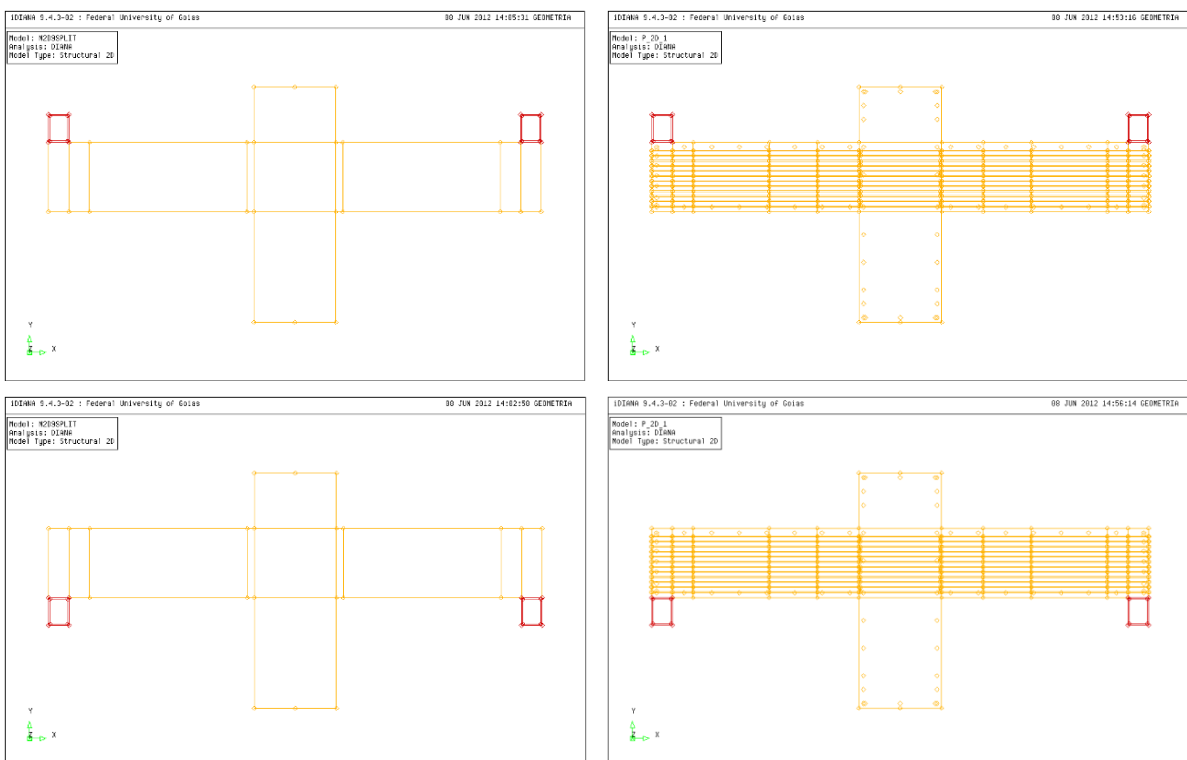 iDIANA 9.4.3-02 : Federal University of Goias 08 JUN 2012 14:05:31 GEOMETRIA
Model: M2D9SPLIT
Analysis: DIANA
Model Type: Structural 2D
Y
Z X
iDIANA 9.4.3-02 : Federal University of Goias 08 JUN 2012 14:53:16 GEOMETRIA
Model: P_2D_1
Analysis: DIANA
Model Type: Structural 2D
Y
Z X
iDIANA 9.4.3-02 : Federal University of Goias 08 JUN 2012 14:02:58 GEOMETRIA
Model: M2D9SPLIT
Analysis: DIANA
Model Type: Structural 2D
Y
Z X
iDIANA 9.4.3-02 : Federal University of Goias 08 JUN 2012 14:56:14 GEOMETRIA
Model: P_2D_1
Analysis: DIANA
Model Type: Structural 2D
Y
Z X